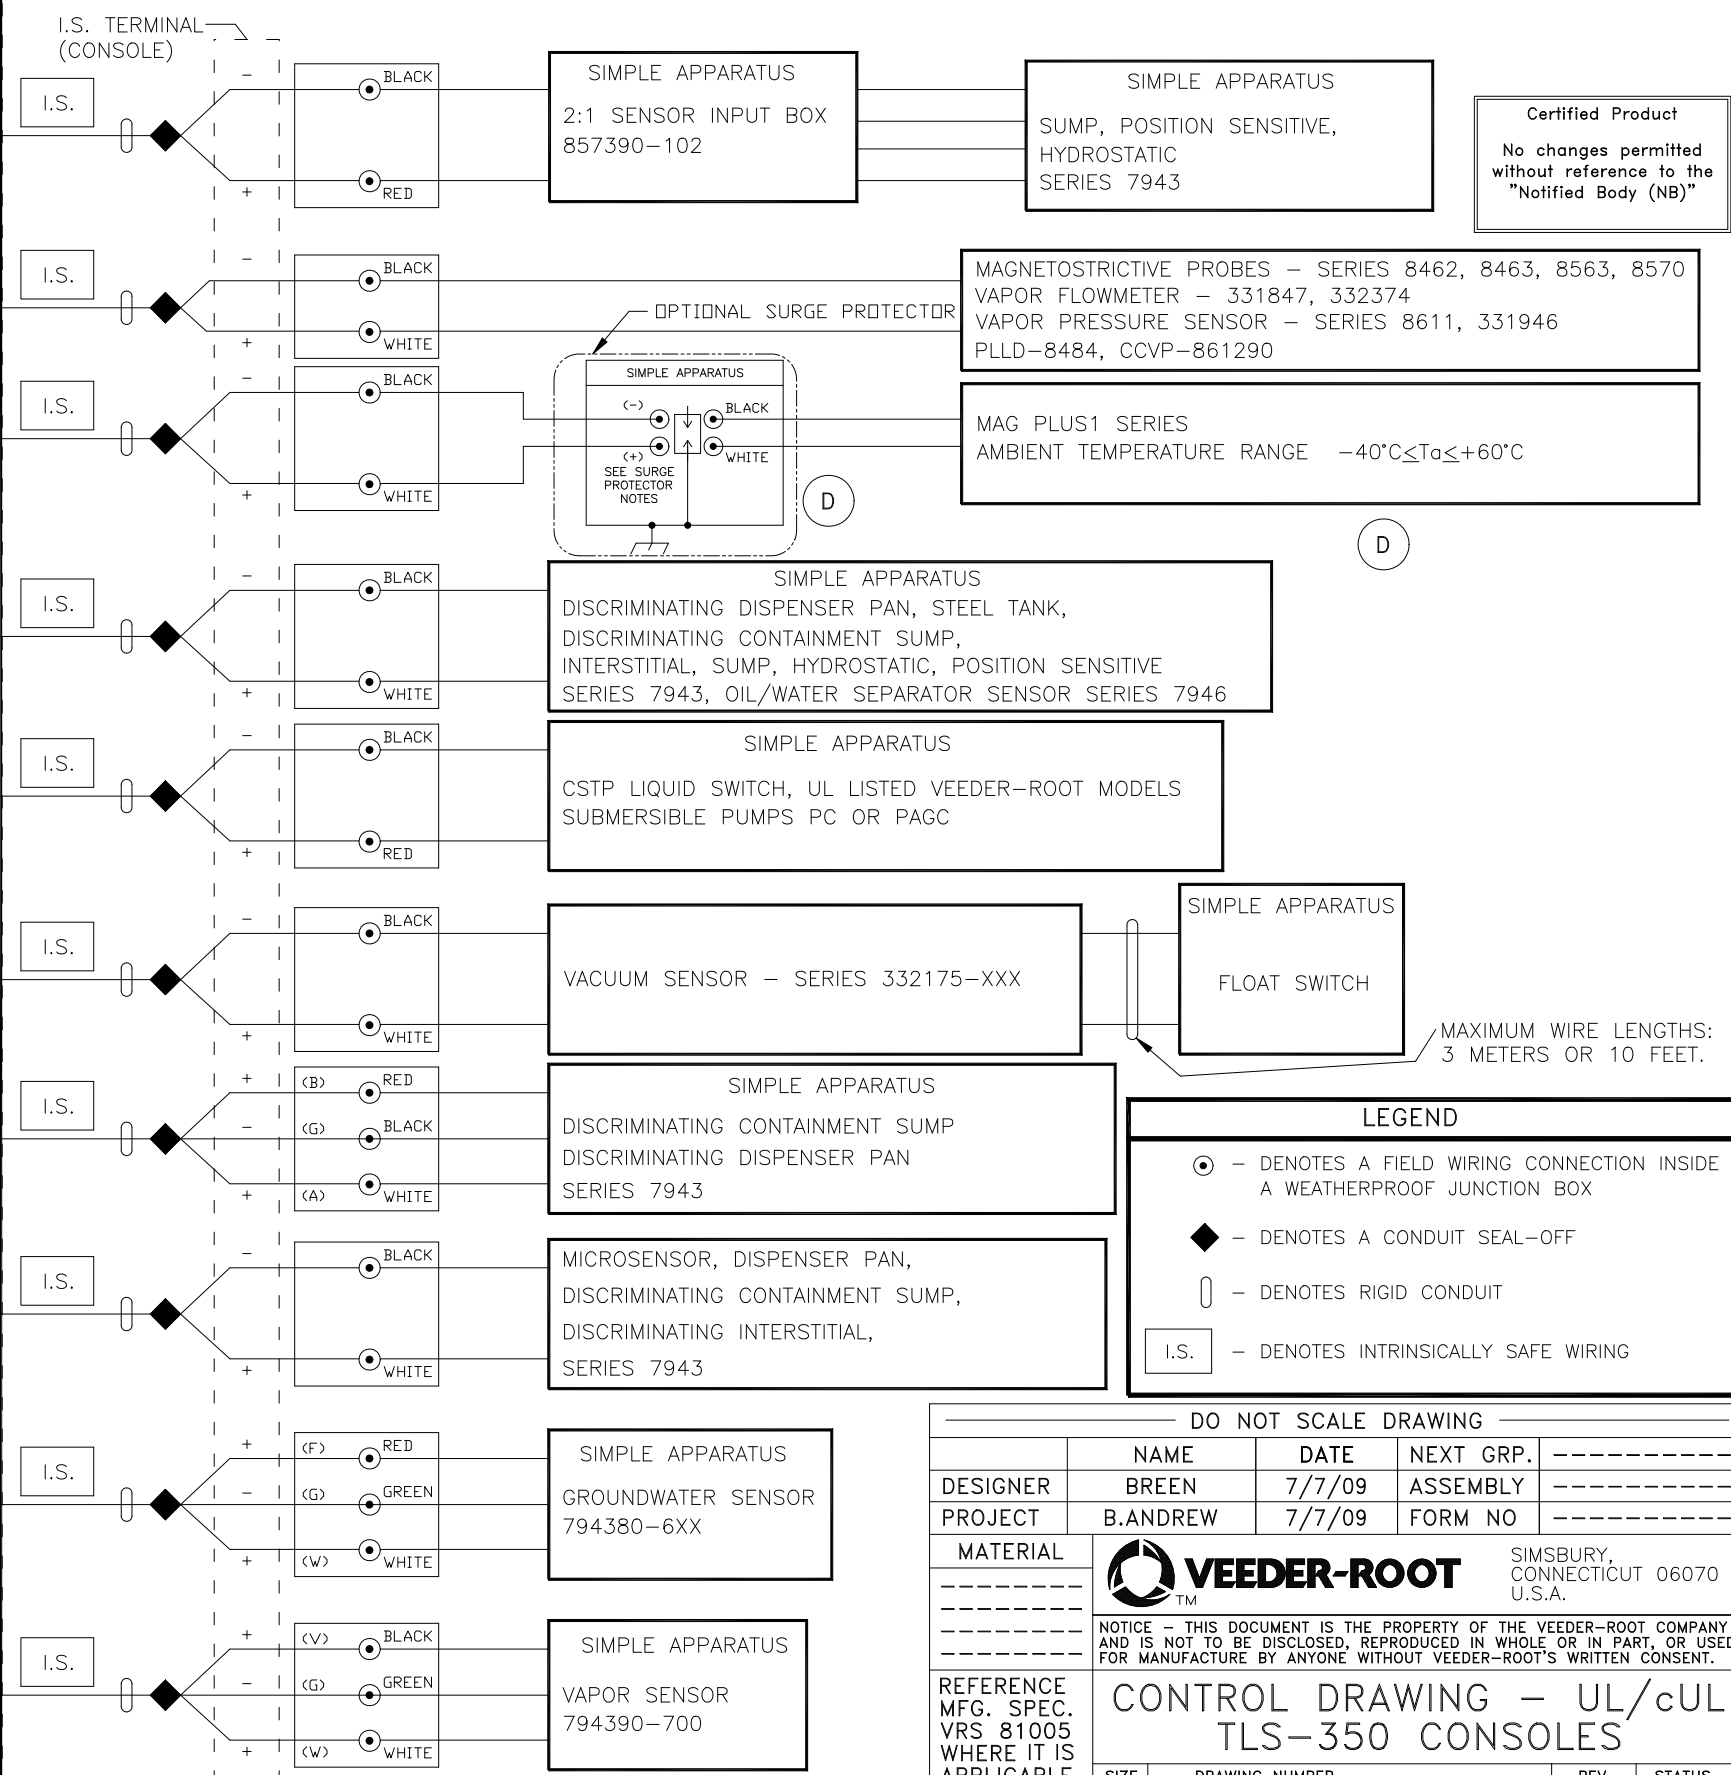 I.S. TERMINAL
(CONSOLE)
I.S.
−
+
BLACK
RED
SIMPLE APPARATUS
2:1 SENSOR INPUT BOX
857390−102
SIMPLE APPARATUS
SUMP, POSITION SENSITIVE,
HYDROSTATIC
SERIES 7943
Certified Product
No changes permitted
without reference to the
"Notified Body (NB)"
I.S.
−
+
BLACK
WHITE
OPTIONAL SURGE PROTECTOR
MAGNETOSTRICTIVE PROBES − SERIES 8462, 8463, 8563, 8570
VAPOR FLOWMETER − 331847, 332374
VAPOR PRESSURE SENSOR − SERIES 8611, 331946
PLLD−8484, CCVP−861290
I.S.
−
+
BLACK
WHITE
SIMPLE APPARATUS
(−)
(+)
BLACK
WHITE
SEE SURGE
PROTECTOR
NOTES
D
MAG PLUS1 SERIES
AMBIENT TEMPERATURE RANGE −40°C≤Ta≤+60°C
D
I.S.
−
+
BLACK
WHITE
SIMPLE APPARATUS
DISCRIMINATING DISPENSER PAN, STEEL TANK,
DISCRIMINATING CONTAINMENT SUMP,
INTERSTITIAL, SUMP, HYDROSTATIC, POSITION SENSITIVE
SERIES 7943, OIL/WATER SEPARATOR SENSOR SERIES 7946
I.S.
−
+
BLACK
RED
SIMPLE APPARATUS
CSTP LIQUID SWITCH, UL LISTED VEEDER−ROOT MODELS
SUBMERSIBLE PUMPS PC OR PAGC
I.S.
−
+
BLACK
WHITE
VACUUM SENSOR − SERIES 332175−XXX
SIMPLE APPARATUS
FLOAT SWITCH
MAXIMUM WIRE LENGTHS:
3 METERS OR 10 FEET.
I.S.
+ (B) RED
− (G) BLACK
+ (A) WHITE
SIMPLE APPARATUS
DISCRIMINATING CONTAINMENT SUMP
DISCRIMINATING DISPENSER PAN
SERIES 7943
LEGEND
− DENOTES A FIELD WIRING CONNECTION INSIDE
A WEATHERPROOF JUNCTION BOX
− DENOTES A CONDUIT SEAL−OFF
− DENOTES RIGID CONDUIT
I.S. − DENOTES INTRINSICALLY SAFE WIRING
I.S.
−
+
BLACK
WHITE
MICROSENSOR, DISPENSER PAN,
DISCRIMINATING CONTAINMENT SUMP,
DISCRIMINATING INTERSTITIAL,
SERIES 7943
I.S.
+ (F) RED
− (G) GREEN
+ (W) WHITE
SIMPLE APPARATUS
GROUNDWATER SENSOR
794380−6XX
I.S.
+ (V) BLACK
− (G) GREEN
+ (W) WHITE
SIMPLE APPARATUS
VAPOR SENSOR
794390−700
DO NOT SCALE DRAWING
NAME DATE NEXT GRP. −−−−−−−−−−
DESIGNER BREEN 7/7/09 ASSEMBLY −−−−−−−−−−
PROJECT B.ANDREW 7/7/09 FORM NO −−−−−−−−−−
MATERIAL
−−−−−−−
−−−−−−−
−−−−−−−
−−−−−−−
VEEDER-ROOT
TM
SIMSBURY,
CONNECTICUT 06070
U.S.A.
NOTICE − THIS DOCUMENT IS THE PROPERTY OF THE VEEDER−ROOT COMPANY
AND IS NOT TO BE DISCLOSED, REPRODUCED IN WHOLE OR IN PART, OR USED
FOR MANUFACTURE BY ANYONE WITHOUT VEEDER−ROOT'S WRITTEN CONSENT.
REFERENCE
MFG. SPEC.
VRS 81005
WHERE IT IS
APPLICABLE
CONTROL DRAWING − UL/cUL
TLS−350 CONSOLES
SIZE DRAWING NUMBER REV. STATUS